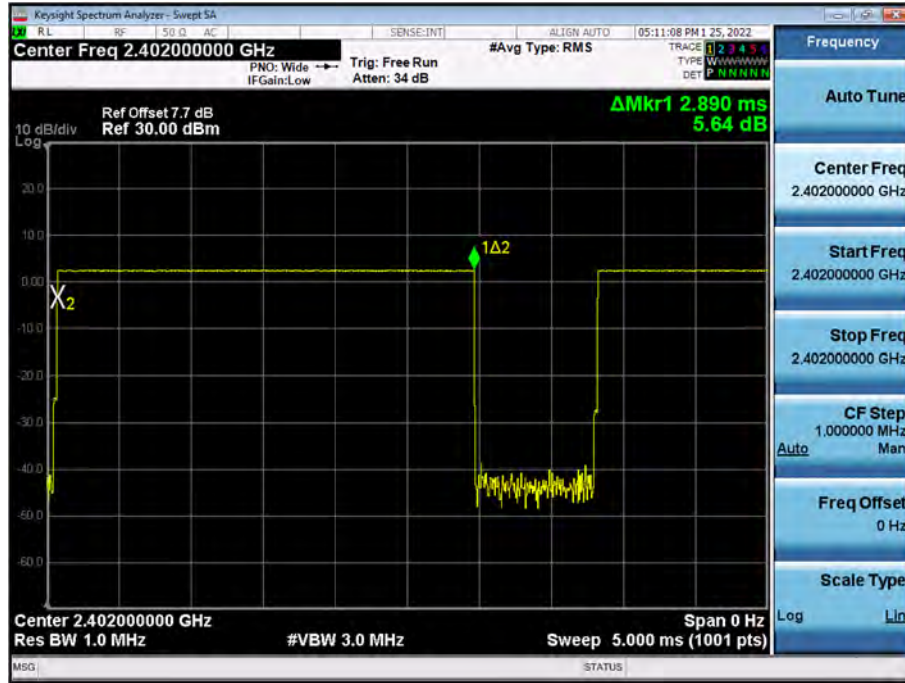 Keysight Spectrum Analyzer - Swept SA
RL RF 50 Ω AC SENSE:INT ALIGN AUTO 05:11:08 PM 1 25, 2022
Center Freq 2.402000000 GHz
PNO: Wide
IFGain:Low
Trig: Free Run
Atten: 34 dB
#Avg Type: RMS
TRACE 1 2 3 4 5 6
TYPE W
DET P N N N N N
Frequency
Ref Offset 7.7 dB
10 dB/div Ref 30.00 dBm
Log
ΔMkr1 2.890 ms
5.64 dB
20.0
10.0
0.00
-10.0
-20.0
-30.0
-40.0
-50.0
-60.0
1Δ2
X2
Center 2.402000000 GHz Span 0 Hz
Res BW 1.0 MHz #VBW 3.0 MHz Sweep 5.000 ms (1001 pts)
MSG STATUS
Auto Tune
Center Freq
2.402000000 GHz
Start Freq
2.402000000 GHz
Stop Freq
2.402000000 GHz
CF Step
1.000000 MHz
Auto Man
Freq Offset
0 Hz
Scale Type
Log Lin